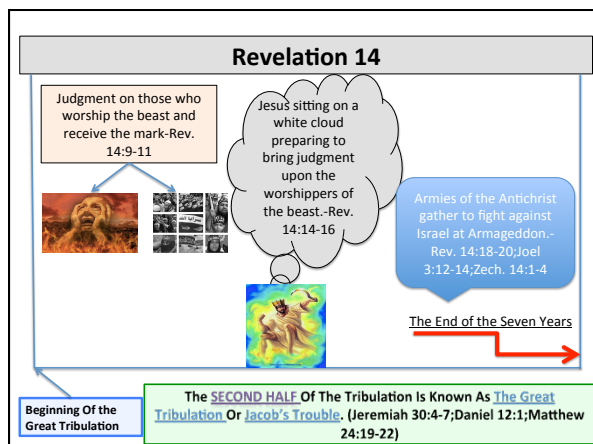 Revelation 14
Judgment on those who
worship the beast and
receive the mark-Rev.
14:9-11
Jesus sitting on a
white cloud
preparing to
bring judgment
upon the
worshippers of
the beast.-Rev.
14:14-16
Armies of the Antichrist
gather to fight against
Israel at Armageddon.-
Rev. 14:18-20;Joel
3:12-14;Zech. 14:1-4
The End of the Seven Years
Beginning Of the
Great Tribulation
The SECOND HALF Of The Tribulation Is Known As The Great
Tribulation Or Jacob's Trouble. (Jeremiah 30:4-7;Daniel 12:1;Matthew
24:19-22)